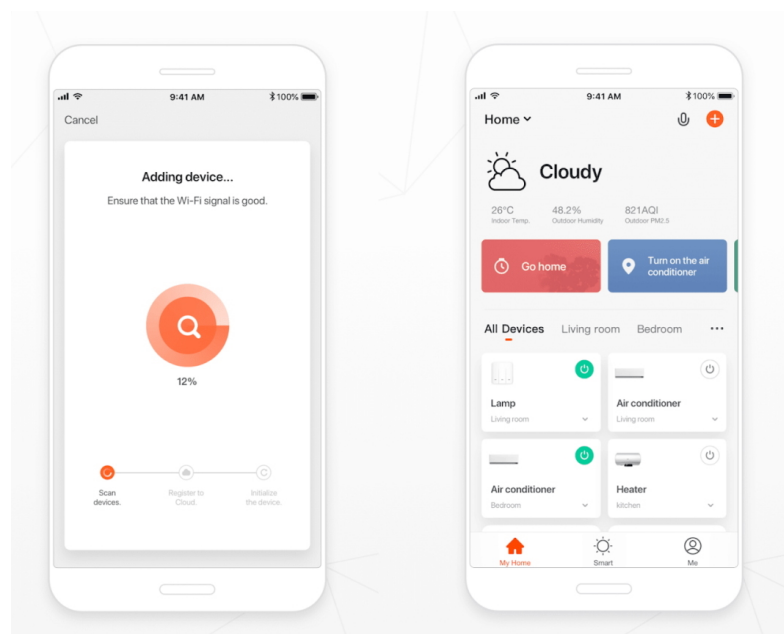 9:41 AM
100%
Cancel
Adding device...
Ensure that the Wi-Fi signal is good.
12%
Scan
devices.
Register to
Cloud.
Initialize
the device.
9:41 AM
100%
Home
Cloudy
26°C
Indoor Temp.
48.2%
Outdoor Humidity
821AQI
Outdoor PM2.5
Go home
Turn on the air
conditioner
All Devices
Living room
Bedroom
Lamp
Living room
Air conditioner
Living room
Air conditioner
Bedroom
Heater
kitchen
My Home
Smart
Me